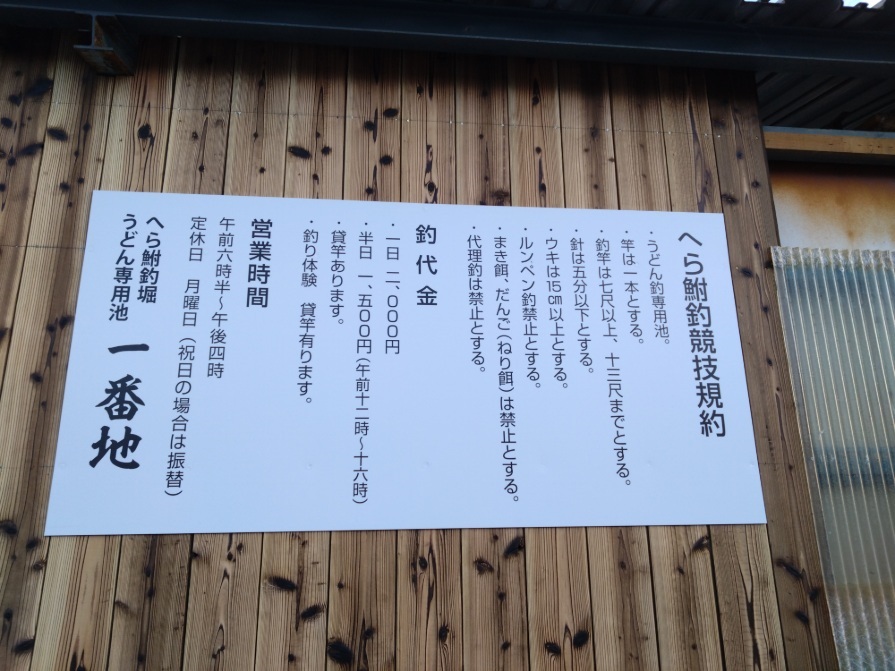 へら鮒釣競技規約
・うどん釣専用池。
・竿は一本とする。
・釣竿は七尺以上、十三尺までとする。
・針は五分以下とする。
・ウキは15㎝以上とする。
・ルンペン釣禁止とする。
・まき餌、だんご(ねり餌)は禁止とする。
・代理釣は禁止とする。
釣代金
・一日 二、〇〇〇円
・半日 一、五〇〇円(午前十二時～十六時)
・貸竿あります。
・釣り体験 貸竿有ります。
営業時間
午前六時半～午後四時
定休日 月曜日(祝日の場合は振替)
へら鮒釣堀
うどん専用池
一番地